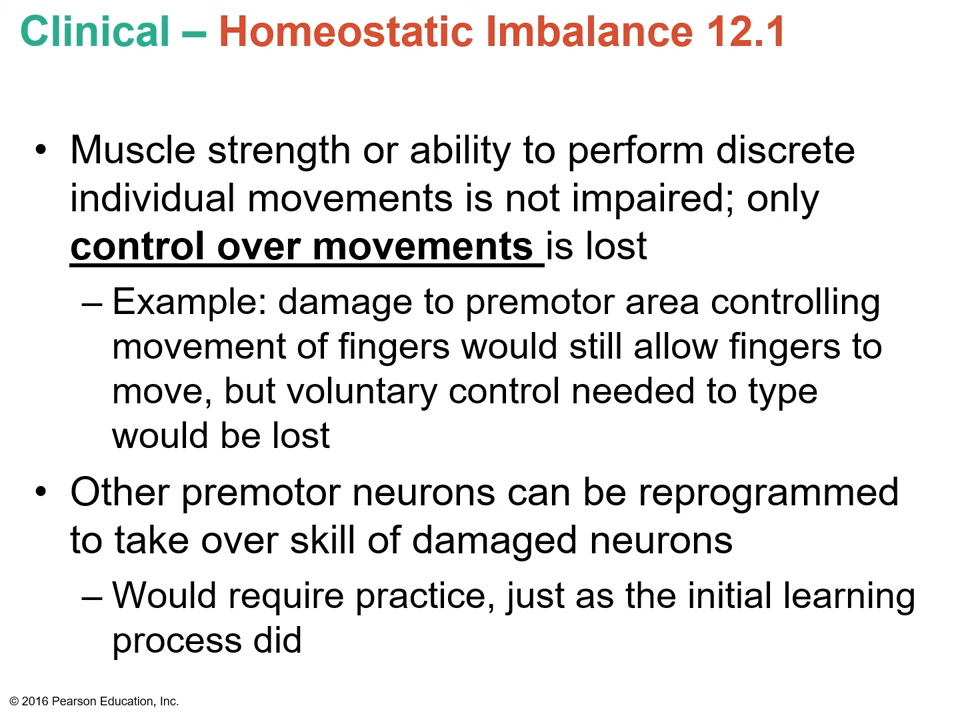 Clinical – Homeostatic Imbalance 12.1
• Muscle strength or ability to perform discrete
individual movements is not impaired; only
control over movements is lost
– Example: damage to premotor area controlling
movement of fingers would still allow fingers to
move, but voluntary control needed to type
would be lost
• Other premotor neurons can be reprogrammed
to take over skill of damaged neurons
– Would require practice, just as the initial learning
process did
© 2016 Pearson Education, Inc.